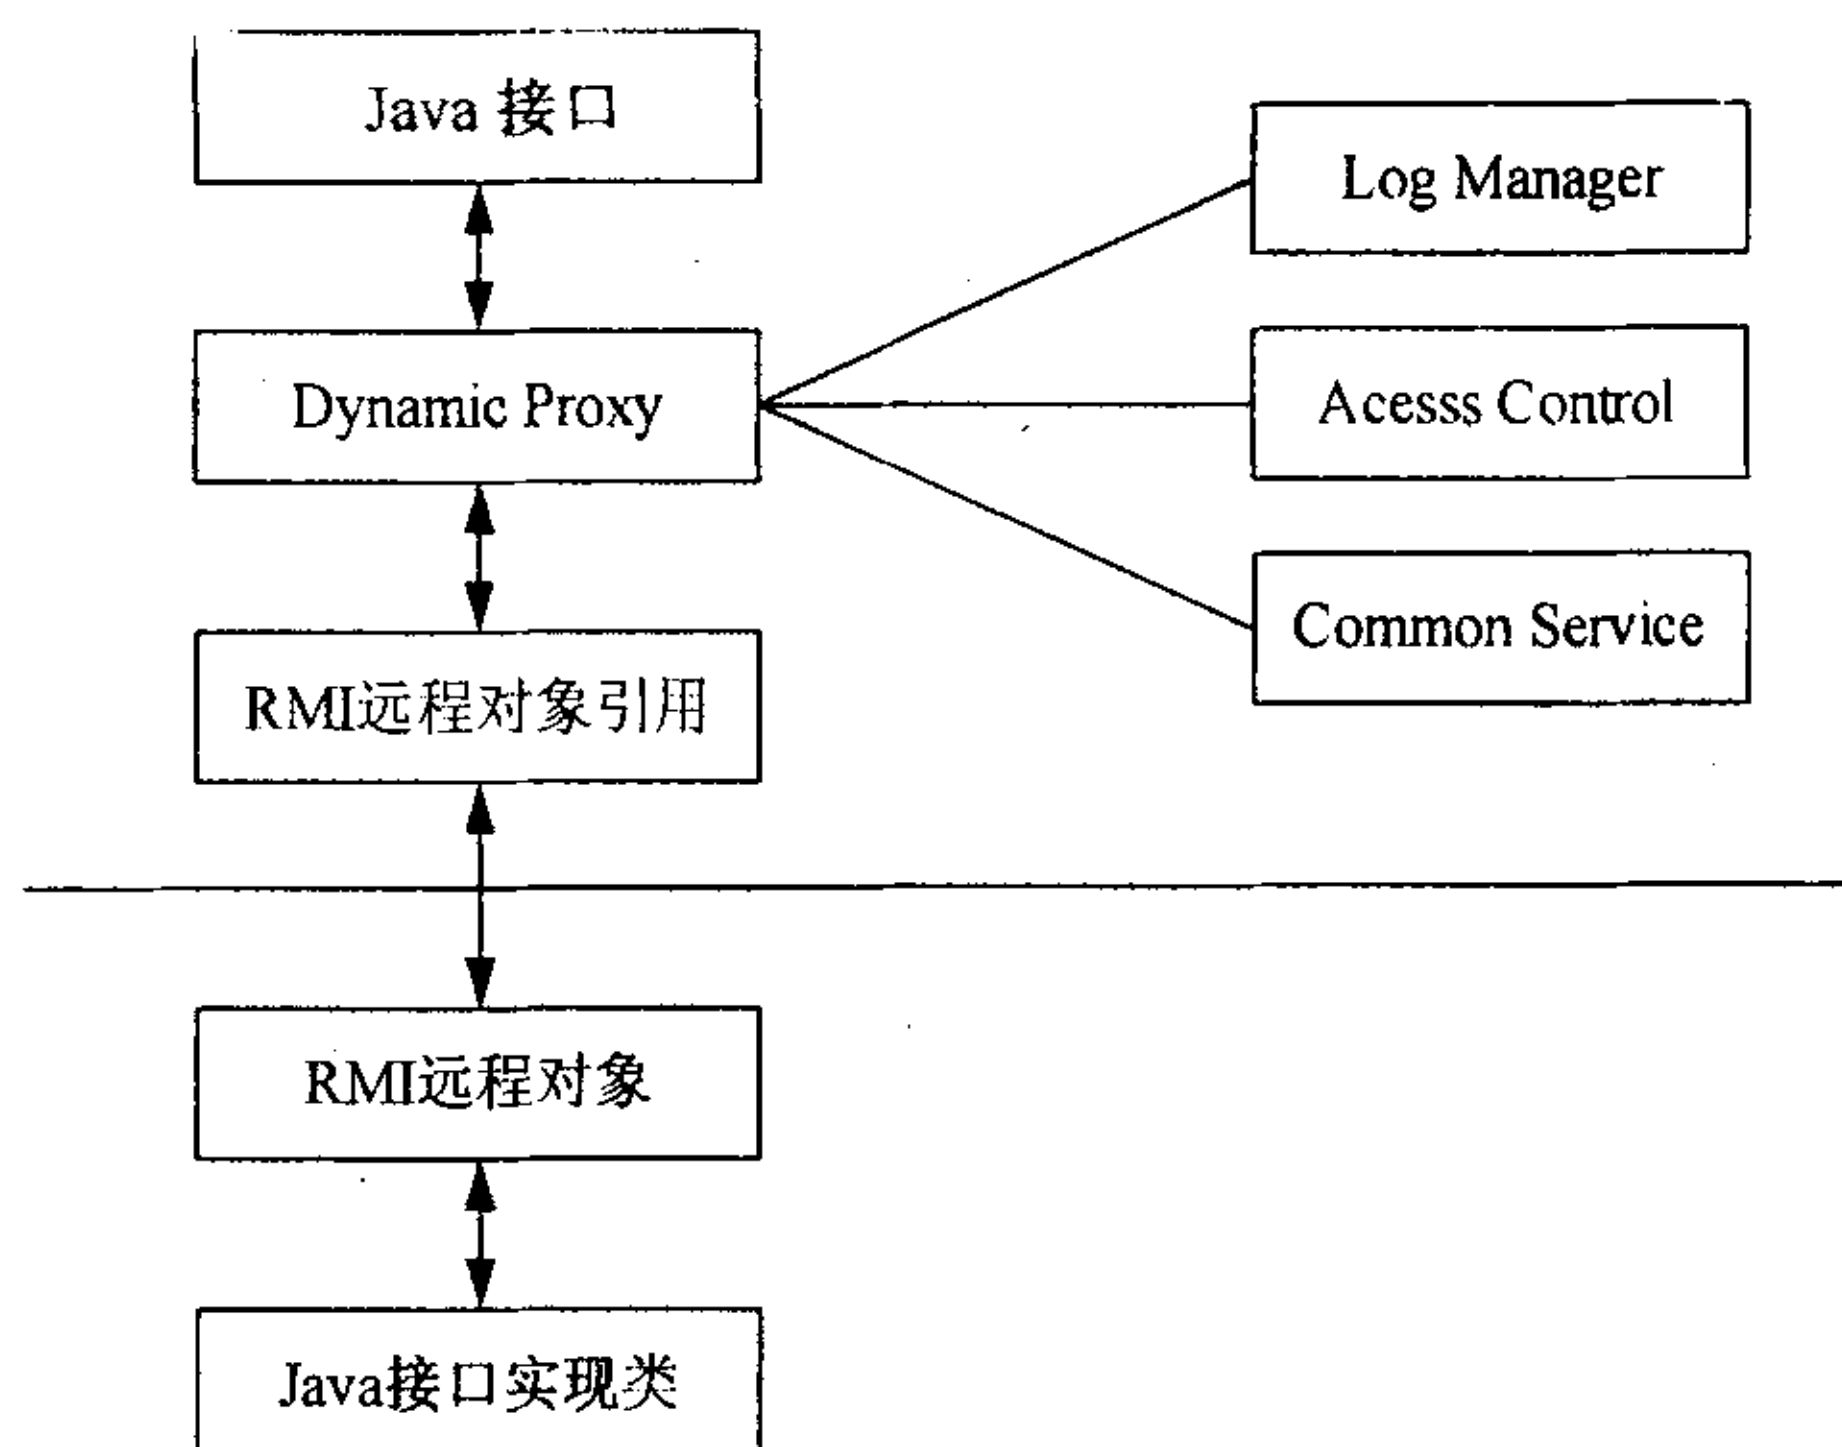 Java 接口
Log Manager
Dynamic Proxy
Acesss Control
Common Service
RMI远程对象引用
RMI远程对象
Java接口实现类